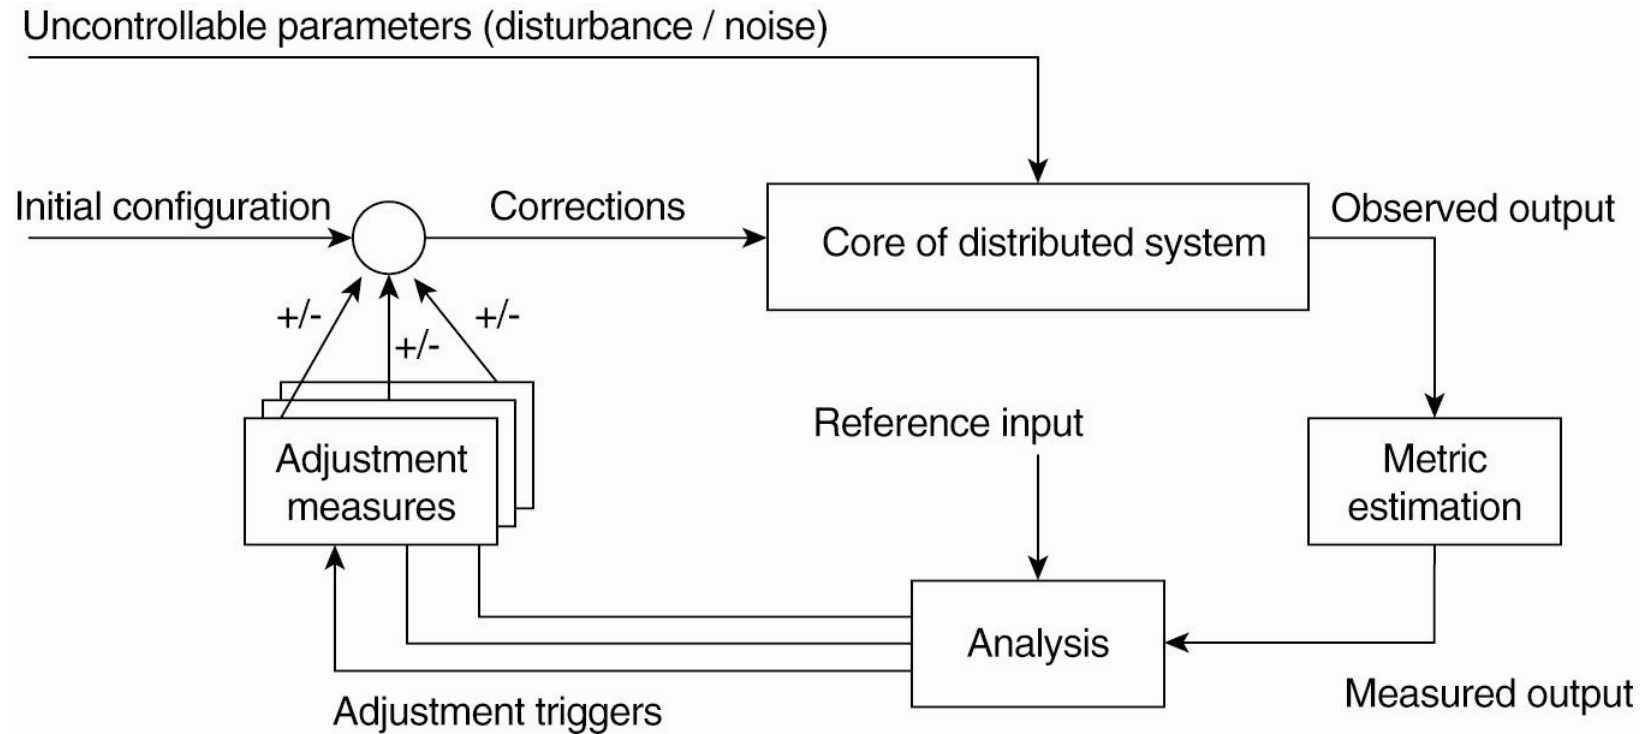 Uncontrollable parameters (disturbance / noise)
Initial configuration
Corrections
Core of distributed system
Observed output
+/-
+/-
+/-
Reference input
Adjustment
measures
Metric
estimation
Analysis
Adjustment triggers
Measured output